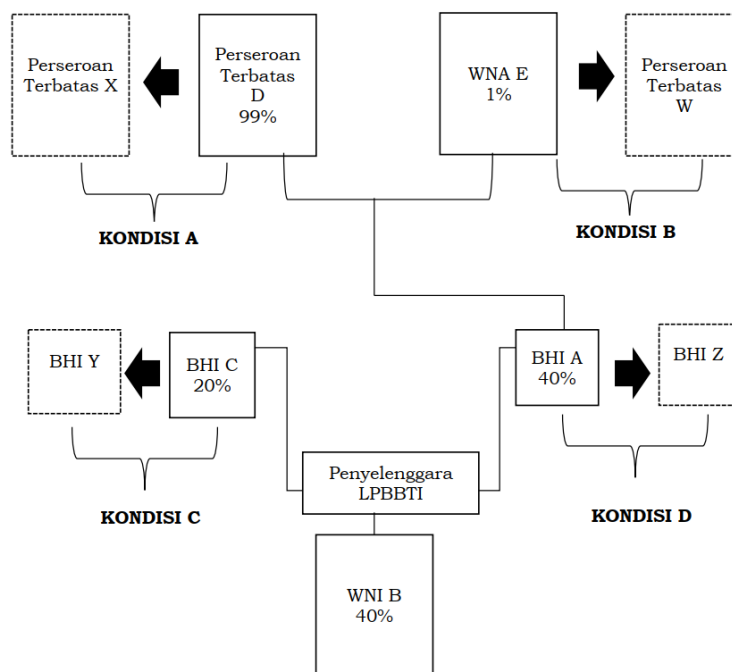 Perseroan
Terbatas X
Perseroan
Terbatas
D
99%
WNA E
1%
Perseroan
Terbatas
W
KONDISI A
KONDISI B
BHI Y
BHI C
20%
BHI A
40%
BHI Z
Penyelenggara
LPBBTI
KONDISI C
KONDISI D
WNI B
40%